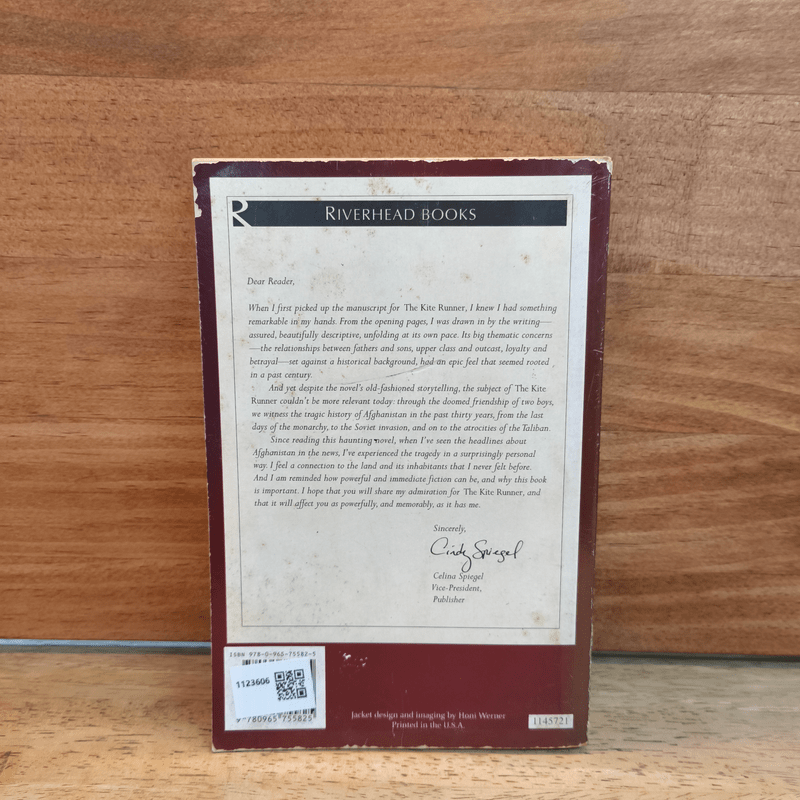 R
RIVERHEAD BOOKS
Dear Reader,
When I first picked up the manuscript for The Kite Runner, I knew I had something
remarkable in my hands. From the opening pages, I was drawn in by the writing—
assured, beautifully descriptive, unfolding at its own pace. Its big thematic concerns
—the relationships between fathers and sons, upper class and outcast, loyalty and
betrayal—set against a historical background, had an epic feel that seemed rooted
in a past century.
And yet despite the novel's old-fashioned storytelling, the subject of The Kite
Runner couldn't be more relevant today: through the doomed friendship of two boys,
we witness the tragic history of Afghanistan in the past thirty years, from the last
days of the monarchy, to the Soviet invasion, and on to the atrocities of the Taliban.
Since reading this haunting novel, when I've seen the headlines about
Afghanistan in the news, I've experienced the tragedy in a surprisingly personal
way. I feel a connection to the land and its inhabitants that I never felt before.
And I am reminded how powerful and immediate fiction can be, and why this book
is important. I hope that you will share my admiration for The Kite Runner, and
that it will affect you as powerfully, and memorably, as it has me.
Sincerely,
Cindy Spiegel
Celina Spiegel
Vice-President,
Publisher
ISBN 978-0-965-75582-5
1123606
9 780965 755825
Jacket design and imaging by Honi Werner
Printed in the U.S.A.
1145721